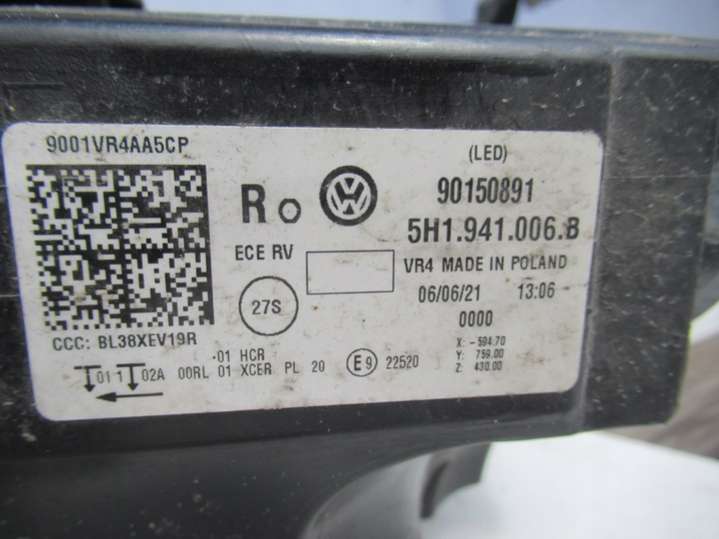 9001VR4AA5CP
(LED)
R VW 90150891
5H1.941.006.B
ECE RV
VR4 MADE IN POLAND
27S
06/06/21 13:06
0000
CCC: BL38XEV19R
X: -594.70
Y: 759.00
Z: 430.00
·01 HCR
01 1 02A 00RL 01 XCER PL 20 E9 22520